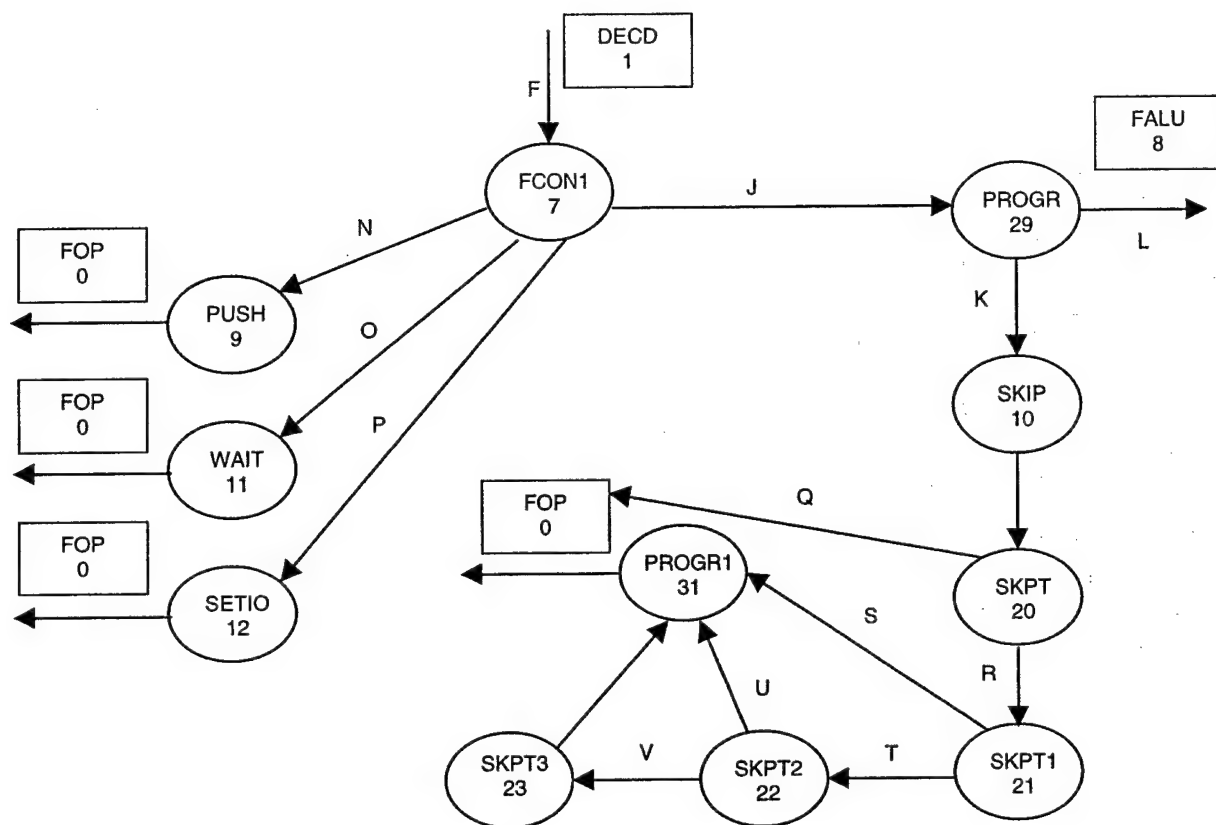 DECD
1
F
FALU
8
FCON1
7
J
PROGR
29
L
N
FOP
0
PUSH
9
O
K
FOP
0
P
SKIP
10
WAIT
11
Q
FOP
0
FOP
0
PROGR1
31
SETIO
12
S
SKPT
20
R
U
SKPT3
23
V
SKPT2
22
T
SKPT1
21